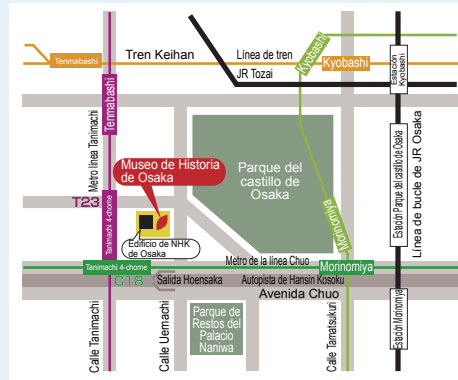 Tren Keihan
Línea de tren
JR Tozai
Tenmabashi
Kyobashi
Kyobashi
Estación
Kyobashi
Tenmabashi
Metro línea Tanimachi
Museo de Historia
de Osaka
Parque del
castillo de
Osaka
Estación Parque del castillo de Osaka
Línea de bucle de JR Osaka
T23
Tanimachi 4-chome
Edificio de NHK
de Osaka
Morinomiya
Metro de la línea Chuo
Tanimachi 4-chome
Morinomiya
C18
Salida Hoensaka
Autopista de Hansin Kosoku
Avenida Chuo
Calle Tanimachi
Calle Uemachi
Parque de
Restos del
Palacio
Naniwa
Calle Tamatsukuri
Estación Morinomiya